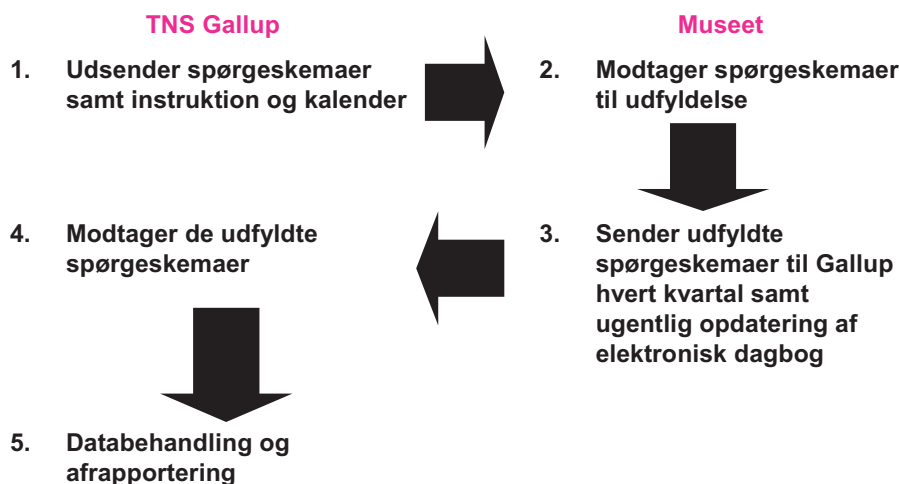 TNS Gallup
Museet
1. Udsender spørgeskemaer
samt instruktion og kalender
2. Modtager spørgeskemaer
til udfyldelse
3. Sender udfyldte
spørgeskemaer til Gallup
hvert kvartal samt
ugentlig opdatering af
elektronisk dagbog
4. Modtager de udfyldte
spørgeskemaer
5. Databehandling og
afrapportering